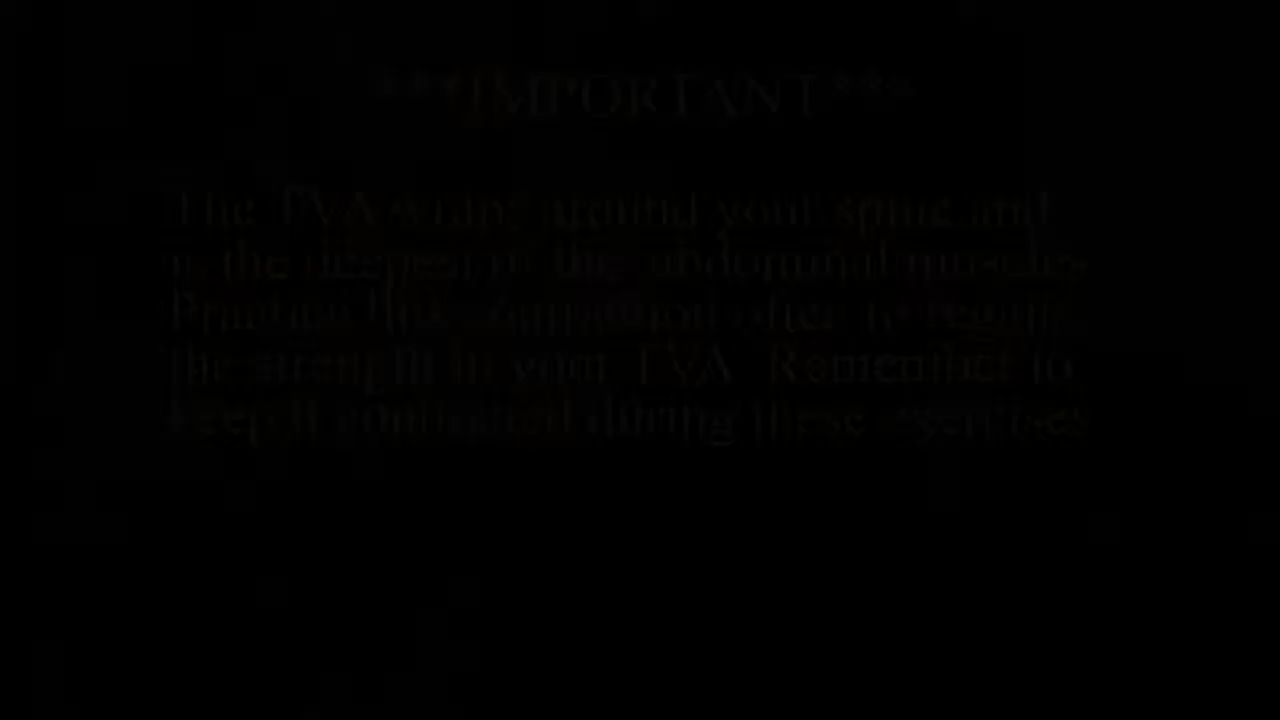 ***IMPORTANT***
The TVA wraps around your spine and
is the deepest of the abdominal muscles
Practice this contraction often to regain
the strength in your TVA Remember to
keep it contracted during these exercises